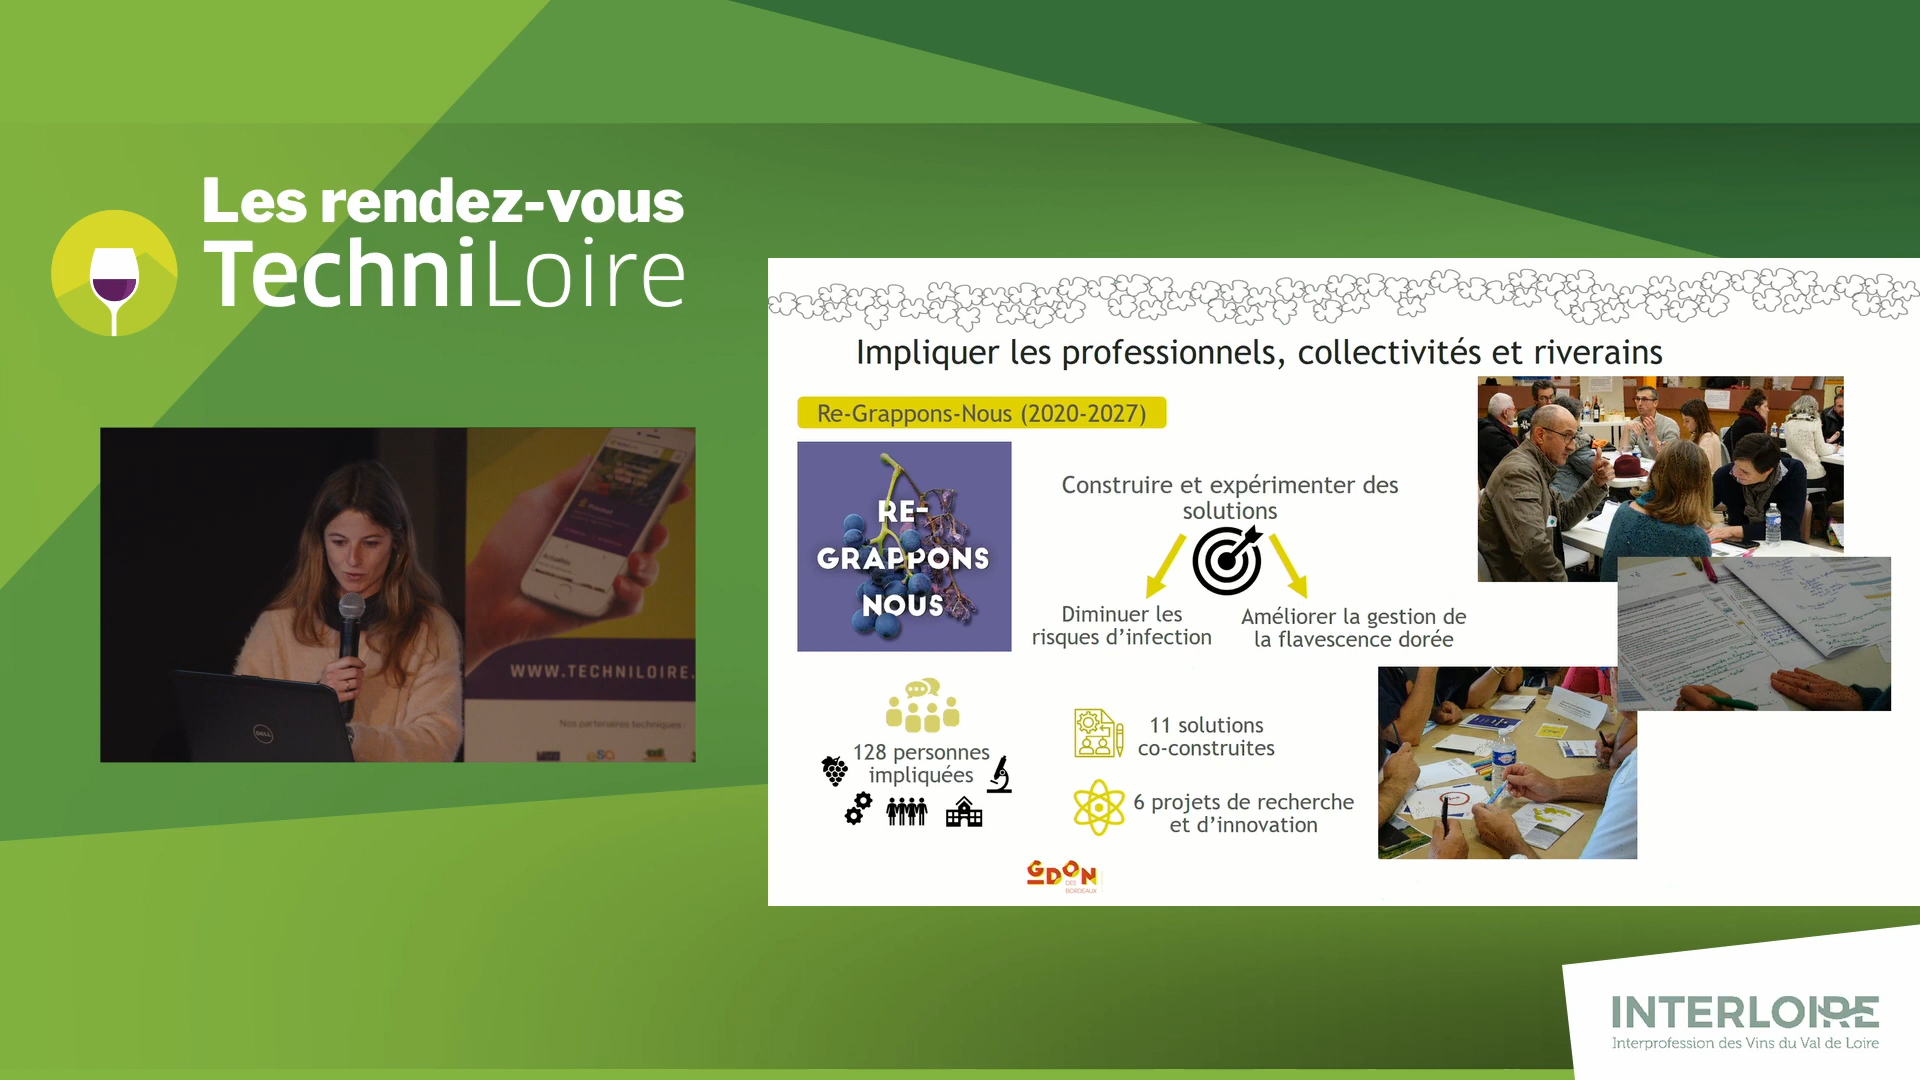 Les rendez-vous
TechniLoire
WWW.TECHNILOIRE.
Nos partenaires techniques :
esa
DELL
Impliquer les professionnels, collectivités et riverains
Re-Grappons-Nous (2020-2027)
RE-
GRAPPONS
NOUS
Construire et expérimenter des
solutions
Diminuer les
risques d'infection
Améliorer la gestion de
la flavescence dorée
128 personnes
impliquées
11 solutions
co-construites
6 projets de recherche
et d'innovation
GDON
DES
BORDEAUX
INTERLOIRE
Interprofession des Vins du Val de Loire